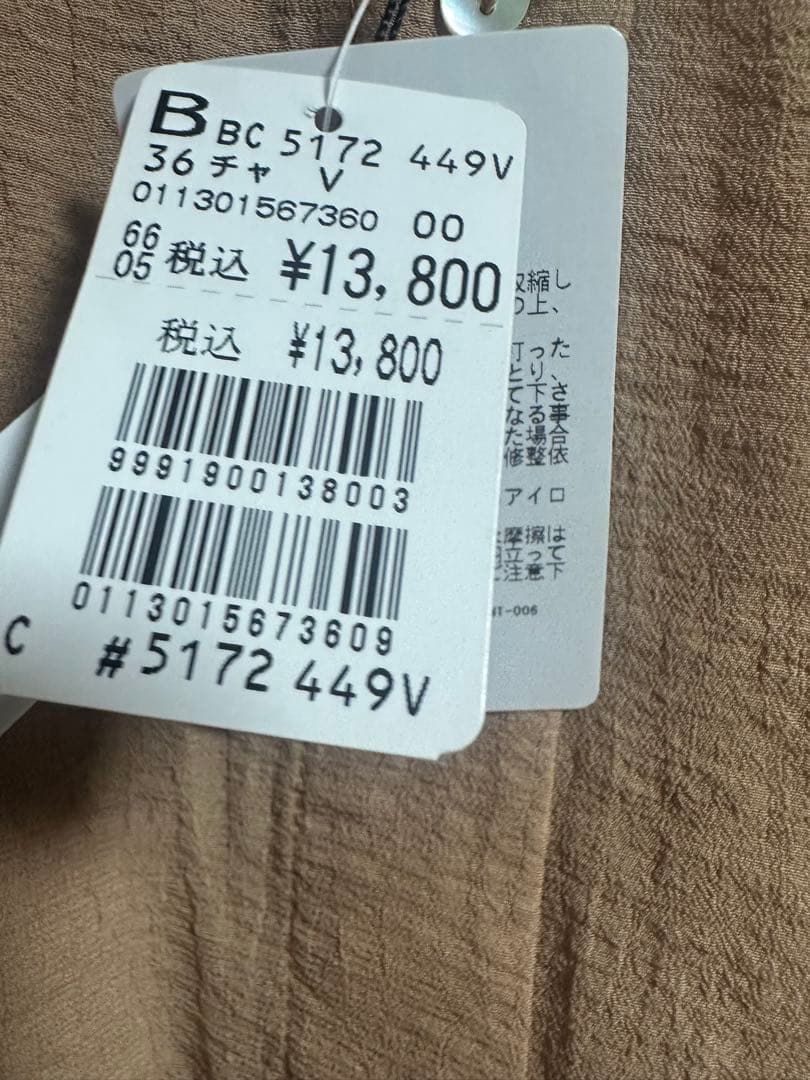 B BC 5172 449V
36 チャ V
011301567360 00
66
05 税込 ¥13,800
税込 ¥13,800
9991900138003
0113015673609
C #5172 449V
収縮し
の上、
打った
とり、
て下さ
なる事
た場合
修整依
アイロ
摩擦は
立って
ご注意下
-006